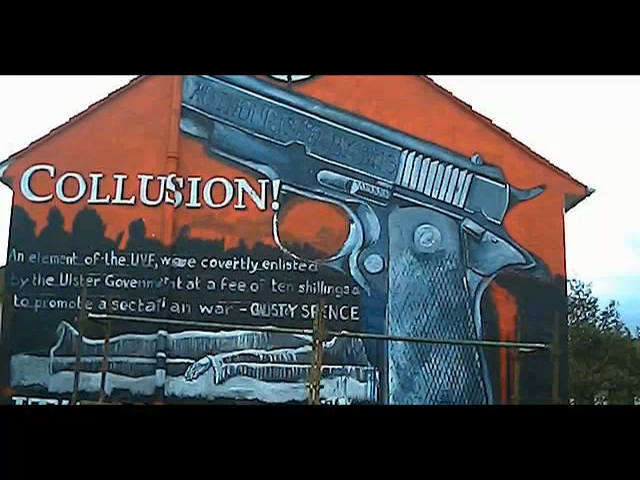 COLLUSION!
An element of the UVF, were covertly enlisted
by the Ulster Government at a fee of ten shillings
to promote a sectarian war - GUSTY SPENCE